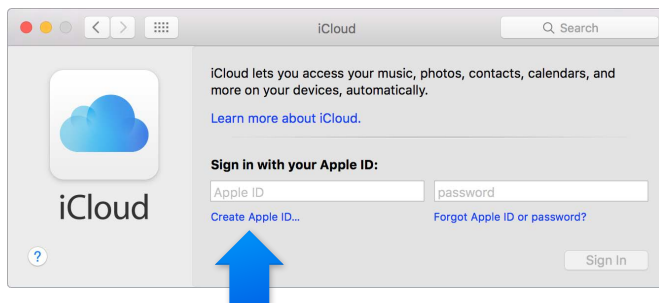 iCloud
Search
iCloud lets you access your music, photos, contacts, calendars, and
more on your devices, automatically.
Learn more about iCloud.
Sign in with your Apple ID:
Apple ID
password
Create Apple ID...
Forgot Apple ID or password?
iCloud
?
Sign In